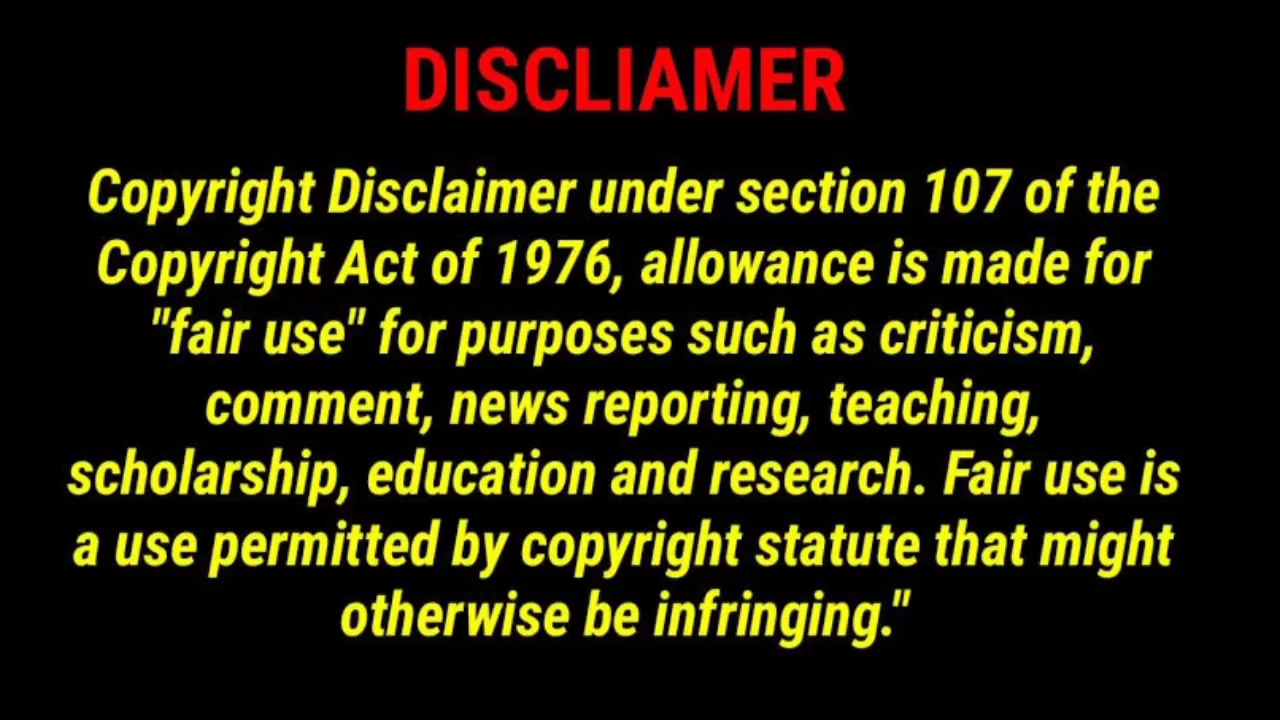 DISCLIAMER
Copyright Disclaimer under section 107 of the
Copyright Act of 1976, allowance is made for
"fair use" for purposes such as criticism,
comment, news reporting, teaching,
scholarship, education and research. Fair use is
a use permitted by copyright statute that might
otherwise be infringing."